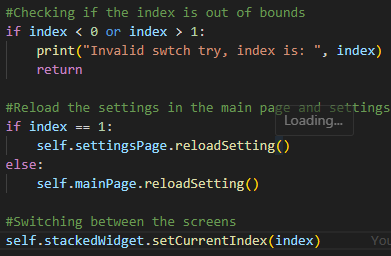 #Checking if the index is out of bounds
if index < 0 or index > 1:
    print("Invalid swtch try, index is: ", index)
    return
#Reload the settings in the main page and settings
Loading...
if index == 1:
    self.settingsPage.reloadSetting()
else:
    self.mainPage.reloadSetting()
#Switching between the screens
self.stackedWidget.setCurrentIndex(index)